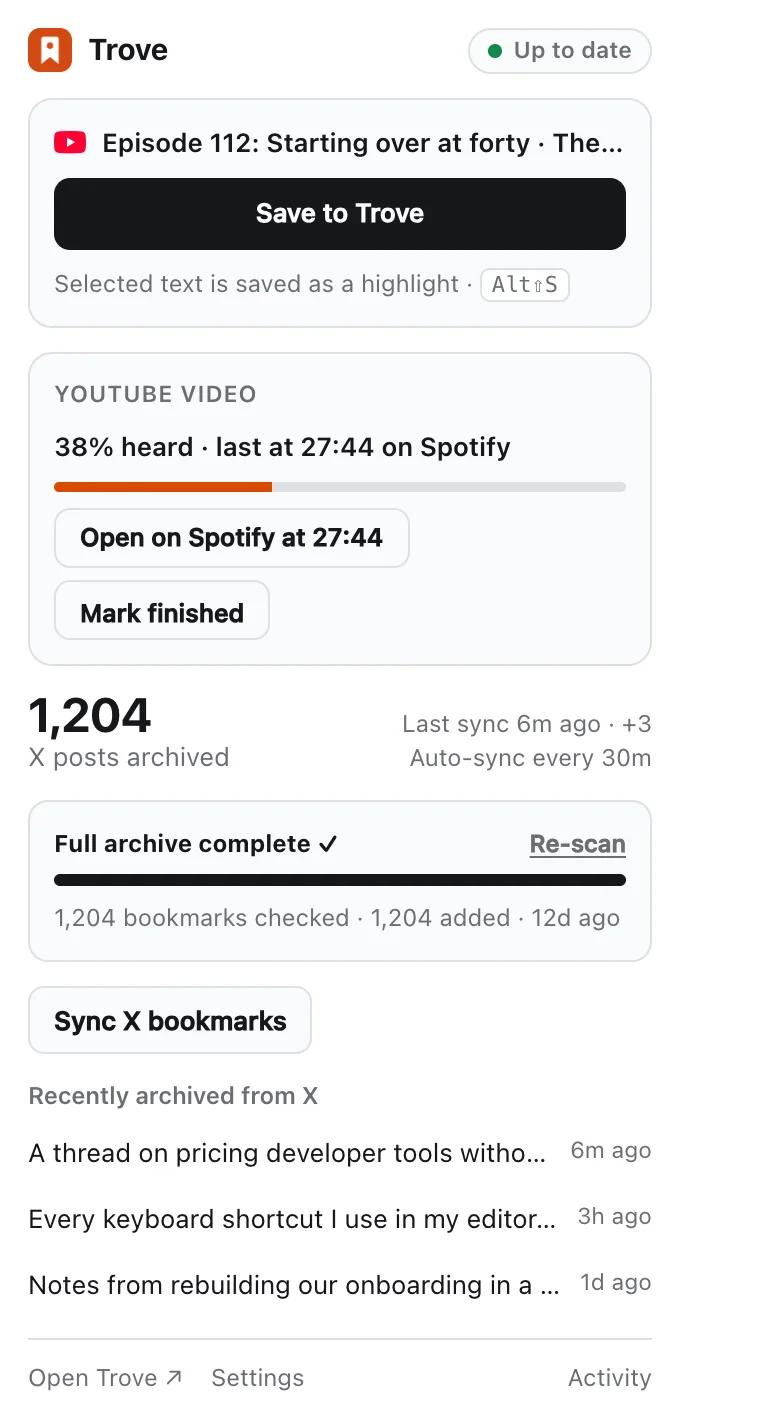 Trove
Up to date
Episode 112: Starting over at forty · The...
Save to Trove
Selected text is saved as a highlight · Alt⇧S
YOUTUBE VIDEO
38% heard · last at 27:44 on Spotify
Open on Spotify at 27:44
Mark finished
1,204
X posts archived
Last sync 6m ago · +3
Auto-sync every 30m
Full archive complete ✓
Re-scan
1,204 bookmarks checked · 1,204 added · 12d ago
Sync X bookmarks
Recently archived from X
A thread on pricing developer tools witho... 6m ago
Every keyboard shortcut I use in my editor... 3h ago
Notes from rebuilding our onboarding in a ... 1d ago
Open Trove ↗ Settings Activity